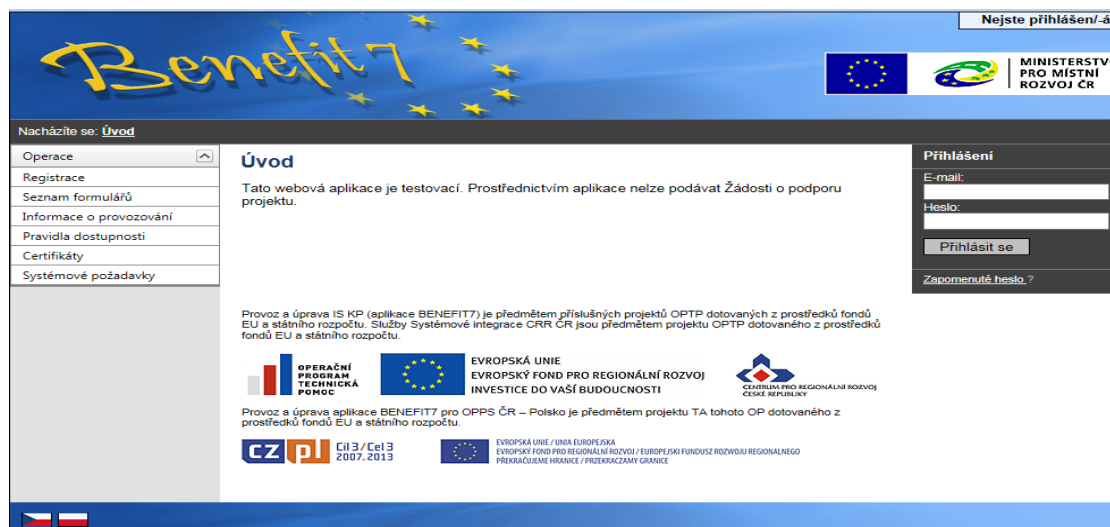 Nejste přihlášen/-á
Benefit7
MINISTERSTV
PRO MÍSTNÍ
ROZVOJ ČR
Nacházíte se: Úvod
Operace
Registrace
Seznam formulářů
Informace o provozování
Pravidla dostupnosti
Certifikáty
Systémové požadavky
Úvod
Tato webová aplikace je testovací. Prostřednictvím aplikace nelze podávat Žádosti o podporu
projektu.
Přihlášení
E-mail:
Heslo:
Přihlásit se
Zapomenuté heslo ?
Provoz a úprava IS KP (aplikace BENEFIT7) je předmětem příslušných projektů OPTP dotovaných z prostředků fondů
EU a státního rozpočtu. Služby Systémové integrace CRR ČR jsou předmětem projektu OPTP dotovaného z prostředků
fondů EU a státního rozpočtu.
OPERAČNÍ
PROGRAM
TECHNICKÁ
POMOC
EVROPSKÁ UNIE
EVROPSKÝ FOND PRO REGIONÁLNÍ ROZVOJ
INVESTICE DO VAŠÍ BUDOUCNOSTI
CENTRUM PRO REGIONÁLNÍ ROZVOJ
ČESKÉ REPUBLIKY
Provoz a úprava aplikace BENEFIT7 pro OPPS ČR – Polsko je předmětem projektu TA tohoto OP dotovaného z
prostředků fondů EU a státního rozpočtu.
CZ pl Cíl 3 / Cel 3
2007.2013
EVROPSKÁ UNIE / UNIA EUROPEJSKA
EVROPSKÝ FOND PRO REGIONÁLNÍ ROZVOJ / EUROPEJSKI FUNDUSZ ROZWOJU REGIONALNEGO
PŘEKRAČUJEME HRANICE / PRZEKRACZAMY GRANICE